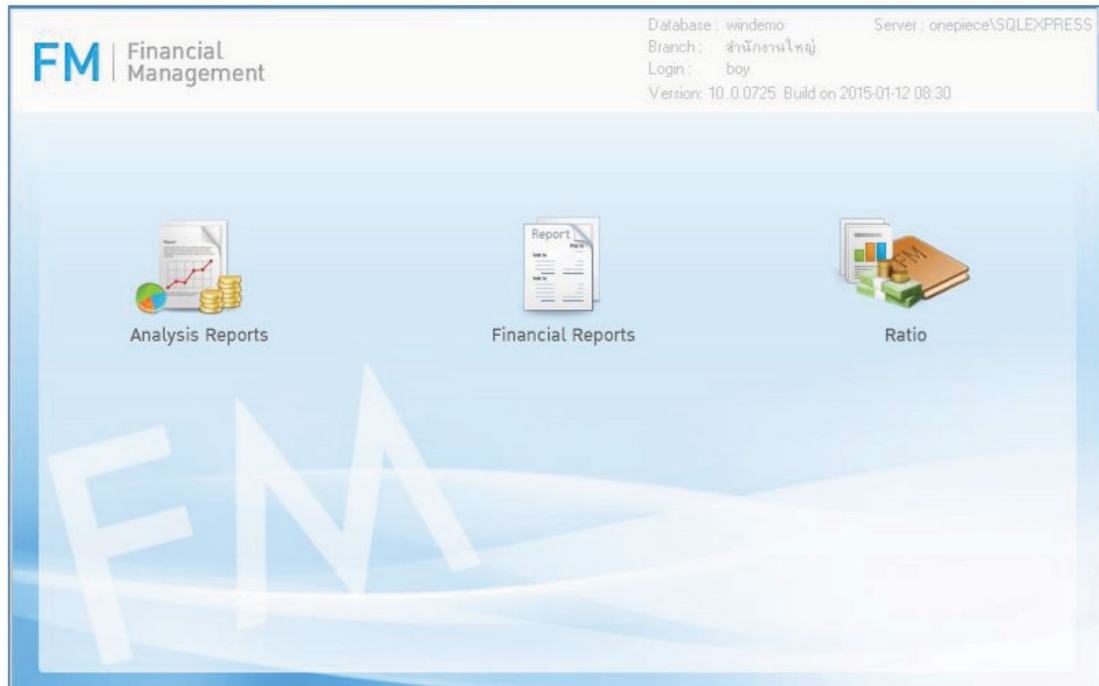 FM Financial Management
Database : windemo Server : onepiece\SQLEXPRESS
Branch : สำนักงานใหญ่
Login : boy
Version: 10.0.0725 Build on 2015-01-12 08:30
Report
Analysis Reports
Financial Reports
FM
Ratio
FM